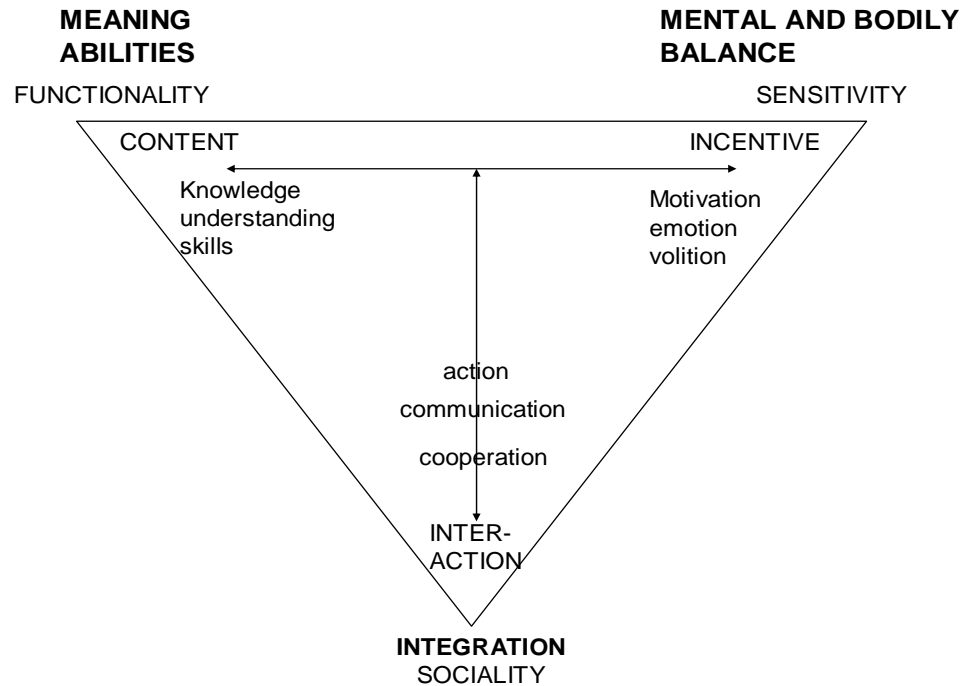 MEANING
ABILITIES
MENTAL AND BODILY
BALANCE
FUNCTIONALITY
SENSITIVITY
CONTENT
INCENTIVE
Knowledge
understanding
skills
Motivation
emotion
volition
action
communication
cooperation
INTER-
ACTION
INTEGRATION
SOCIALITY